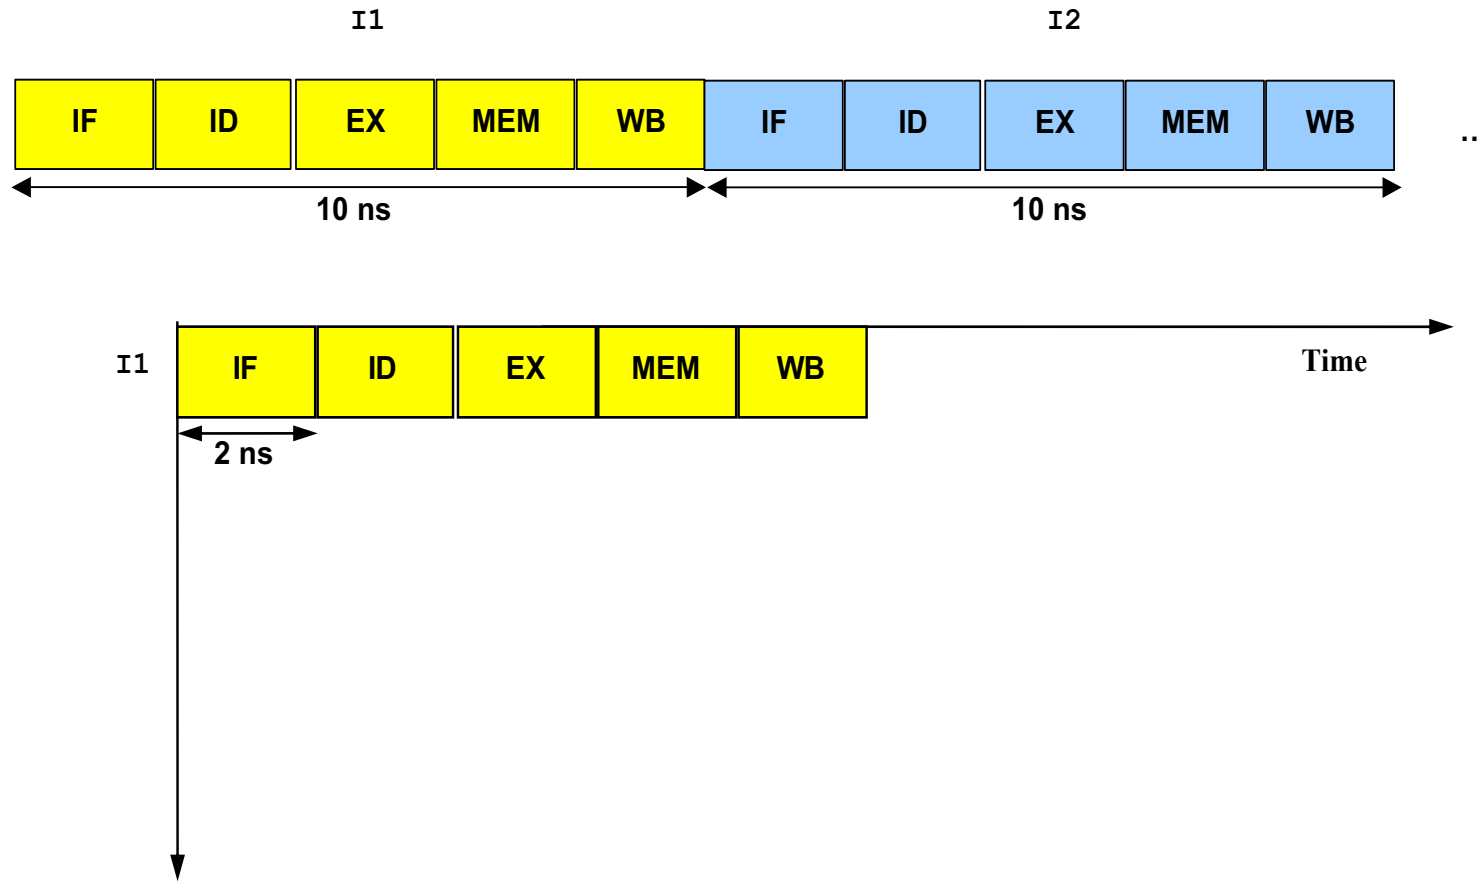 I1 I2
IF ID EX MEM WB IF ID EX MEM WB ..
10 ns 10 ns
I1 IF ID EX MEM WB Time
2 ns